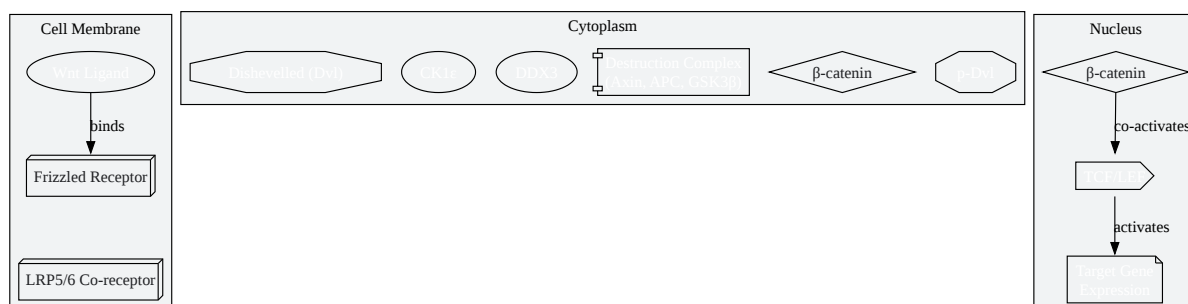 Cell Membrane
Wnt Ligand
binds
Frizzled Receptor
LRP5/6 Co-receptor
Cytoplasm
Dishevelled (Dvl)
CK1ε
DDX3
Destruction Complex
(Axin, APC, GSK3β)
β-catenin
p-Dvl
Nucleus
β-catenin
co-activates
TCF/LEF
activates
Target Gene
Expression